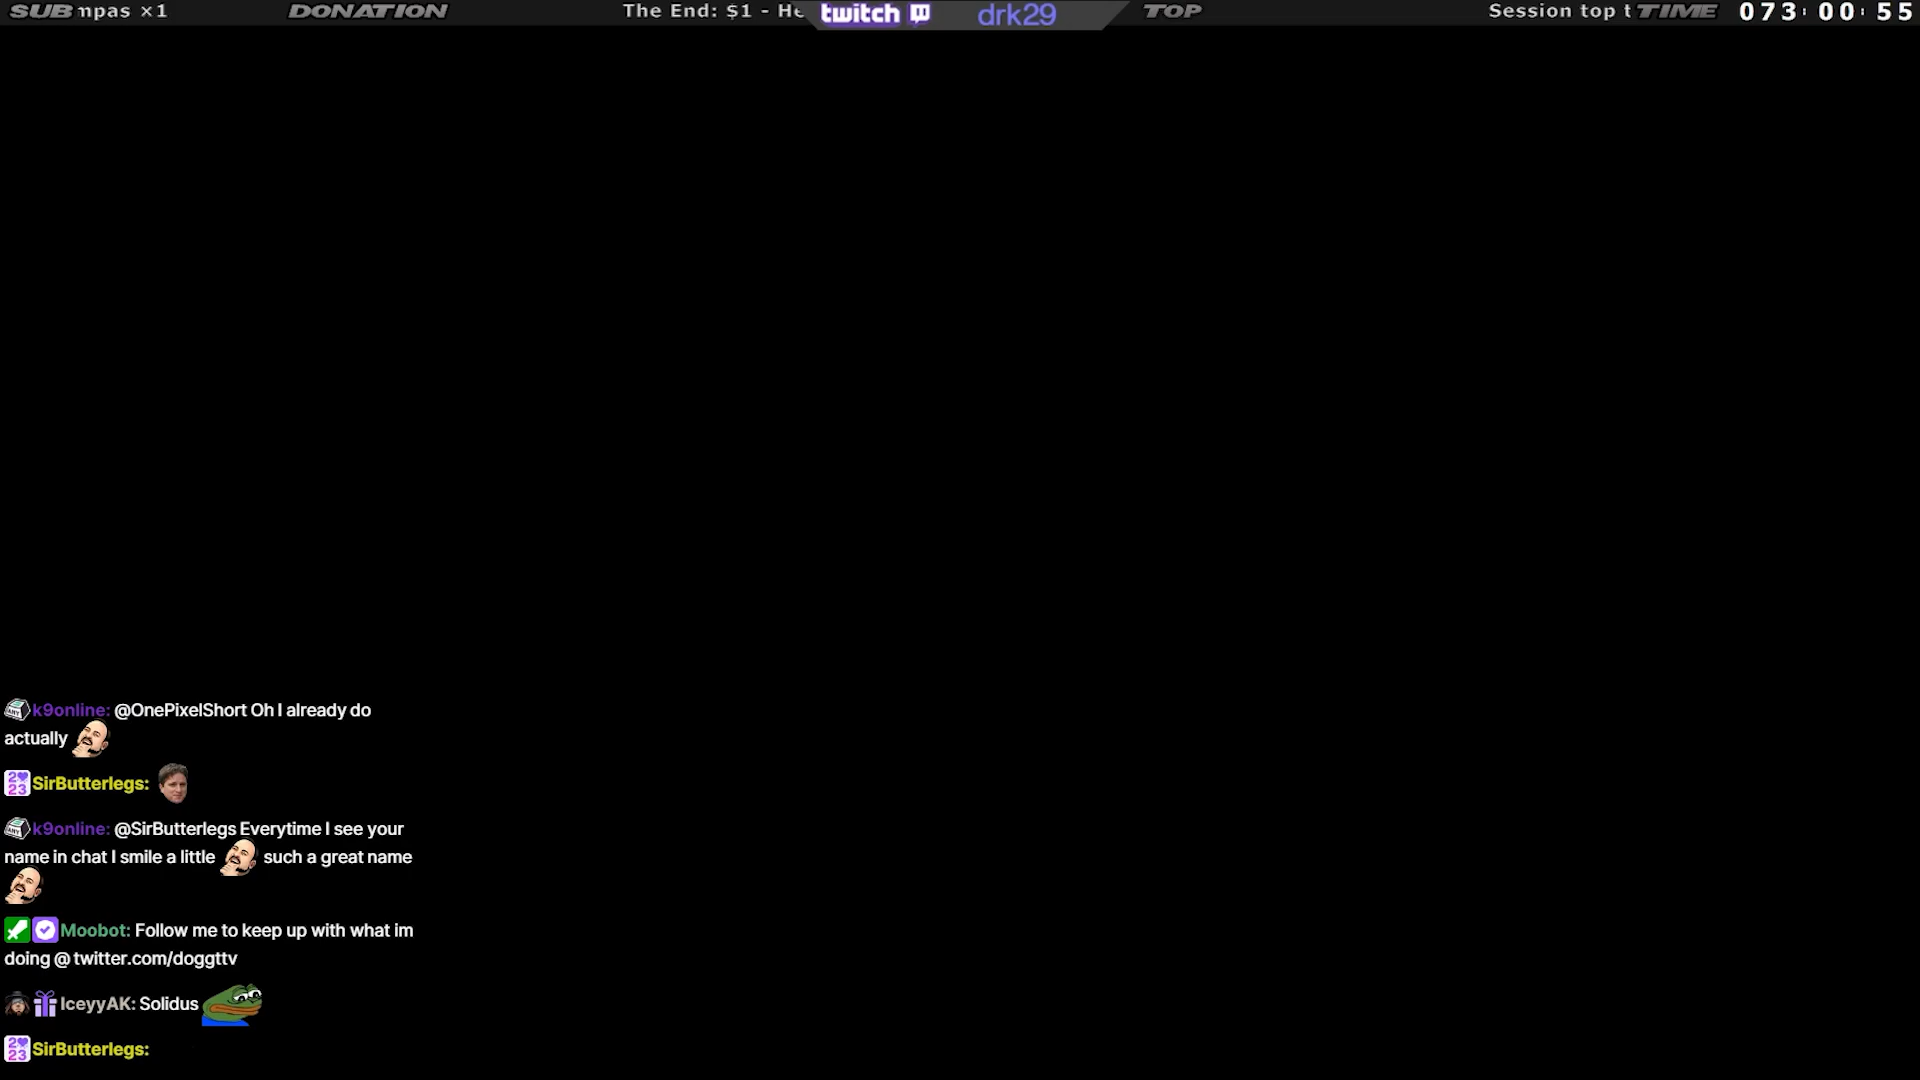 SUB mpas ×1 DONATION The End: $1 - He twitch drk29 TOP Session top t TIME 073:00:55
k9online: @OnePixelShort Oh I already do
actually
SirButterlegs:
k9online: @SirButterlegs Everytime I see your
name in chat I smile a little such a great name
Moobot: Follow me to keep up with what im
doing @ twitter.com/doggttv
IceyyAK: Solidus
SirButterlegs: